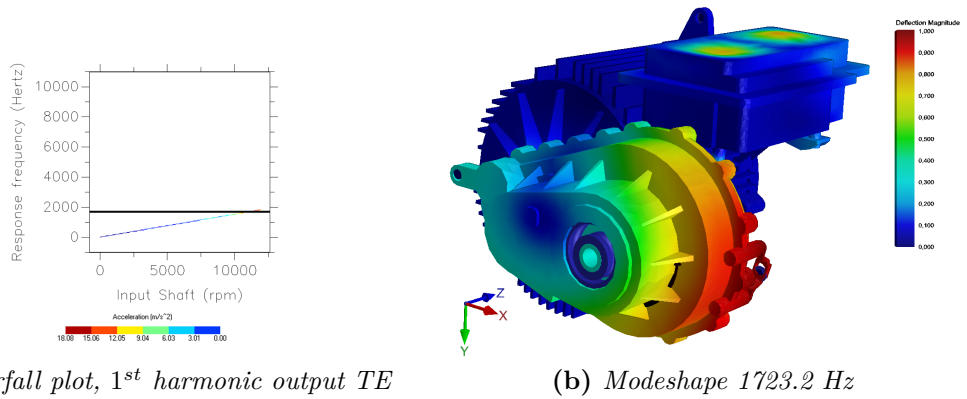 Response frequency (Hertz)
10000
8000
6000
4000
2000
0
0 5000 10000
Input Shaft (rpm)
Acceleration (m/s^2)
18.08 15.06 12.05 9.04 6.03 3.01 0.00
rfall plot, 1st harmonic output TE
Deflection Magnitude
1,000
0,900
0,800
0,700
0,600
0,500
0,400
0,300
0,200
0,100
0,000
Z
X
Y
(b) Modeshape 1723.2 Hz